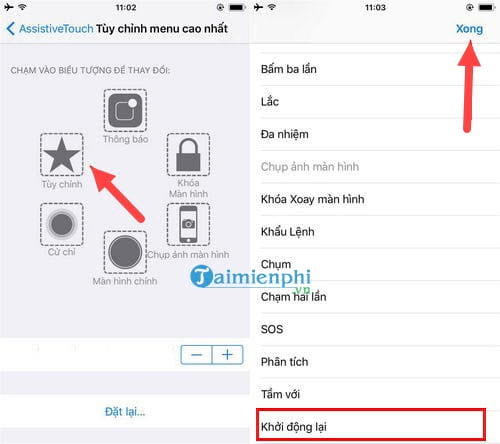 11:02
AssistiveTouch Tùy chỉnh menu cao nhất
CHẠM VÀO BIỂU TƯỢNG ĐỂ THAY ĐỔI:
Thông báo
Tùy chỉnh
Khóa
Màn hình
Cử chỉ
Chụp ảnh màn hình
Màn hình chính
Đặt lại...
11:03
Xong
Bấm ba lần
Lắc
Đa nhiệm
Chụp ảnh màn hình
Khóa Xoay màn hình
Khẩu Lệnh
Chụm
Chạm hai lần
SOS
Phân tích
Tầm với
Khởi động lại
Taimienphi
.vn